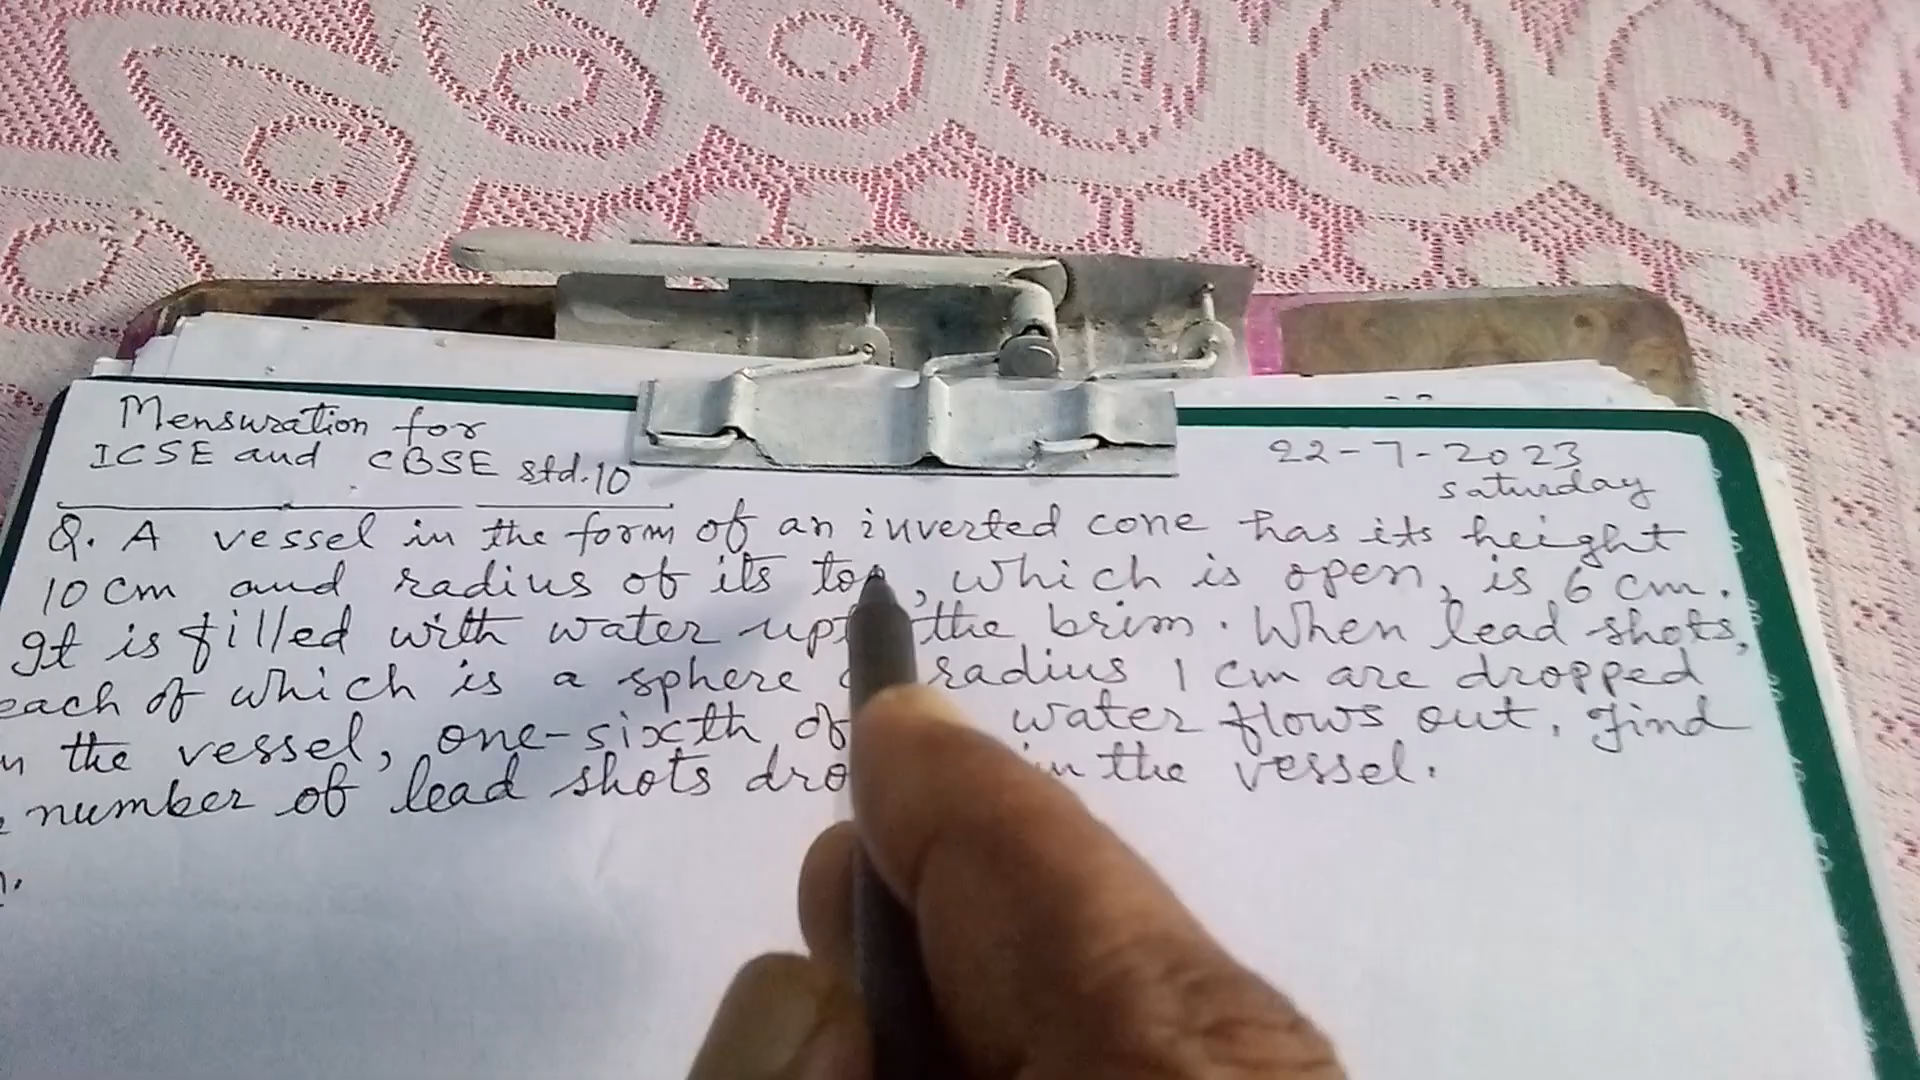 Mensuration for
ICSE and CBSE std.10
22-7-2023
saturday
Q. A vessel in the form of an inverted cone has its height
10 cm and radius of its top, which is open, is 6 cm.
It is filled with water upt the brim. When lead shots,
each of which is a sphere radius 1 cm are dropped
the vessel, one-sixth of water flows out. Find
number of lead shots dro in the vessel.